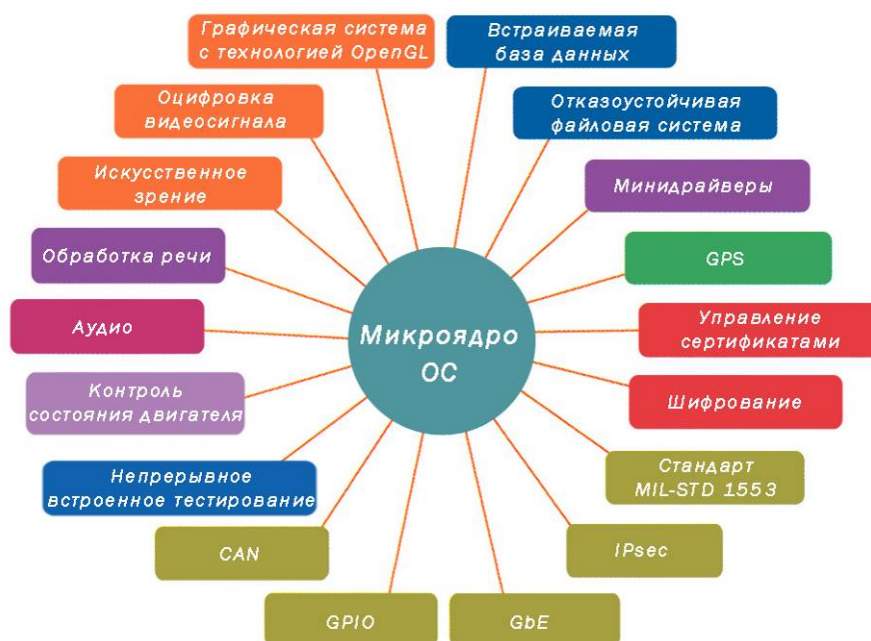 Графическая система
с технологией OpenGL
Встраиваемая
база данных
Оцифровка
видеосигнала
Отказоустойчивая
файловая система
Искусственное
зрение
Минидрайверы
Обработка речи
GPS
Аудио
Микроядро
ОС
Управление
сертификатами
Контроль
состояния двигателя
Шифрование
Непрерывное
встроенное тестирование
Стандарт
MIL-STD 1553
CAN
IPsec
GPIO
GbE